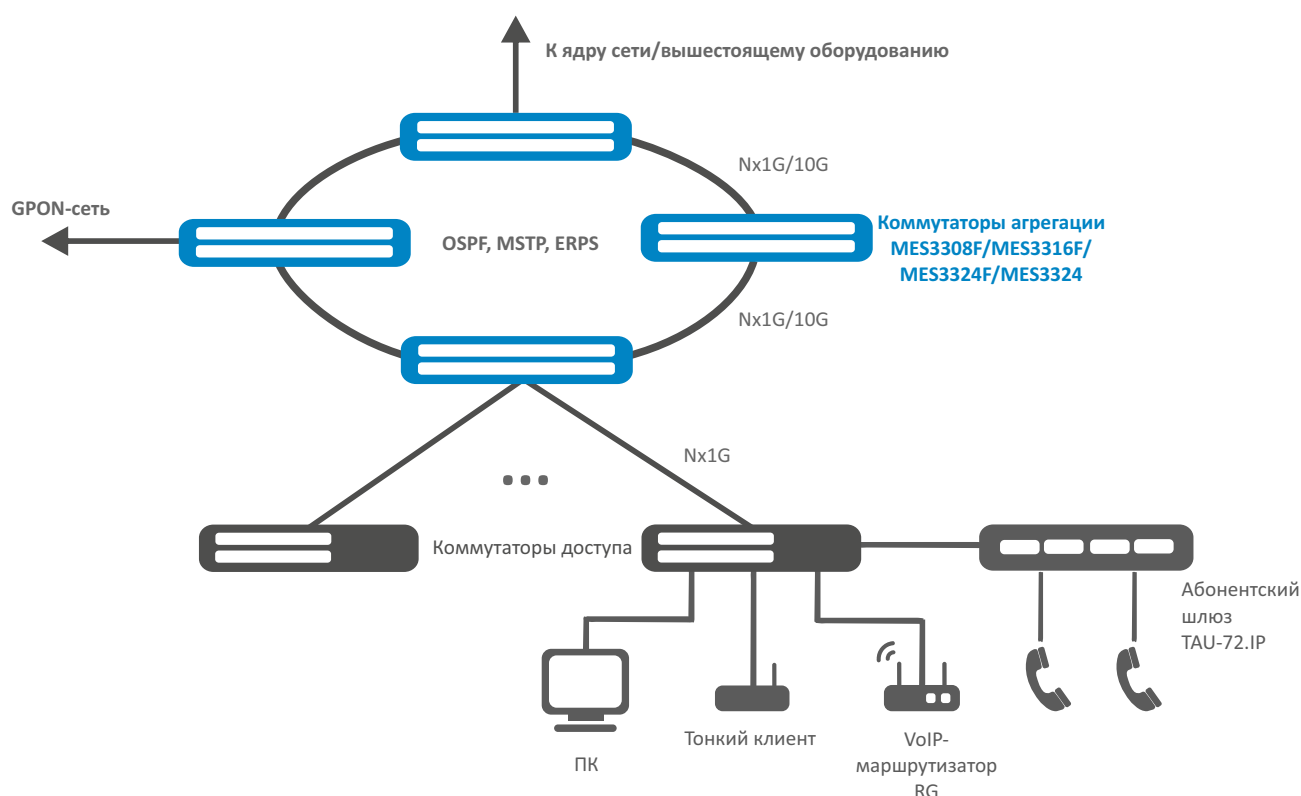 К ядру сети/вышестоящему оборудованию
Nx1G/10G
GPON-сеть
OSPF, MSTP, ERPS
Коммутаторы агрегации
MES3308F/MES3316F/
MES3324F/MES3324
Nx1G/10G
Nx1G
Коммутаторы доступа
Абонентский
шлюз
TAU-72.IP
ПК
Тонкий клиент
VoIP-
маршрутизатор
RG